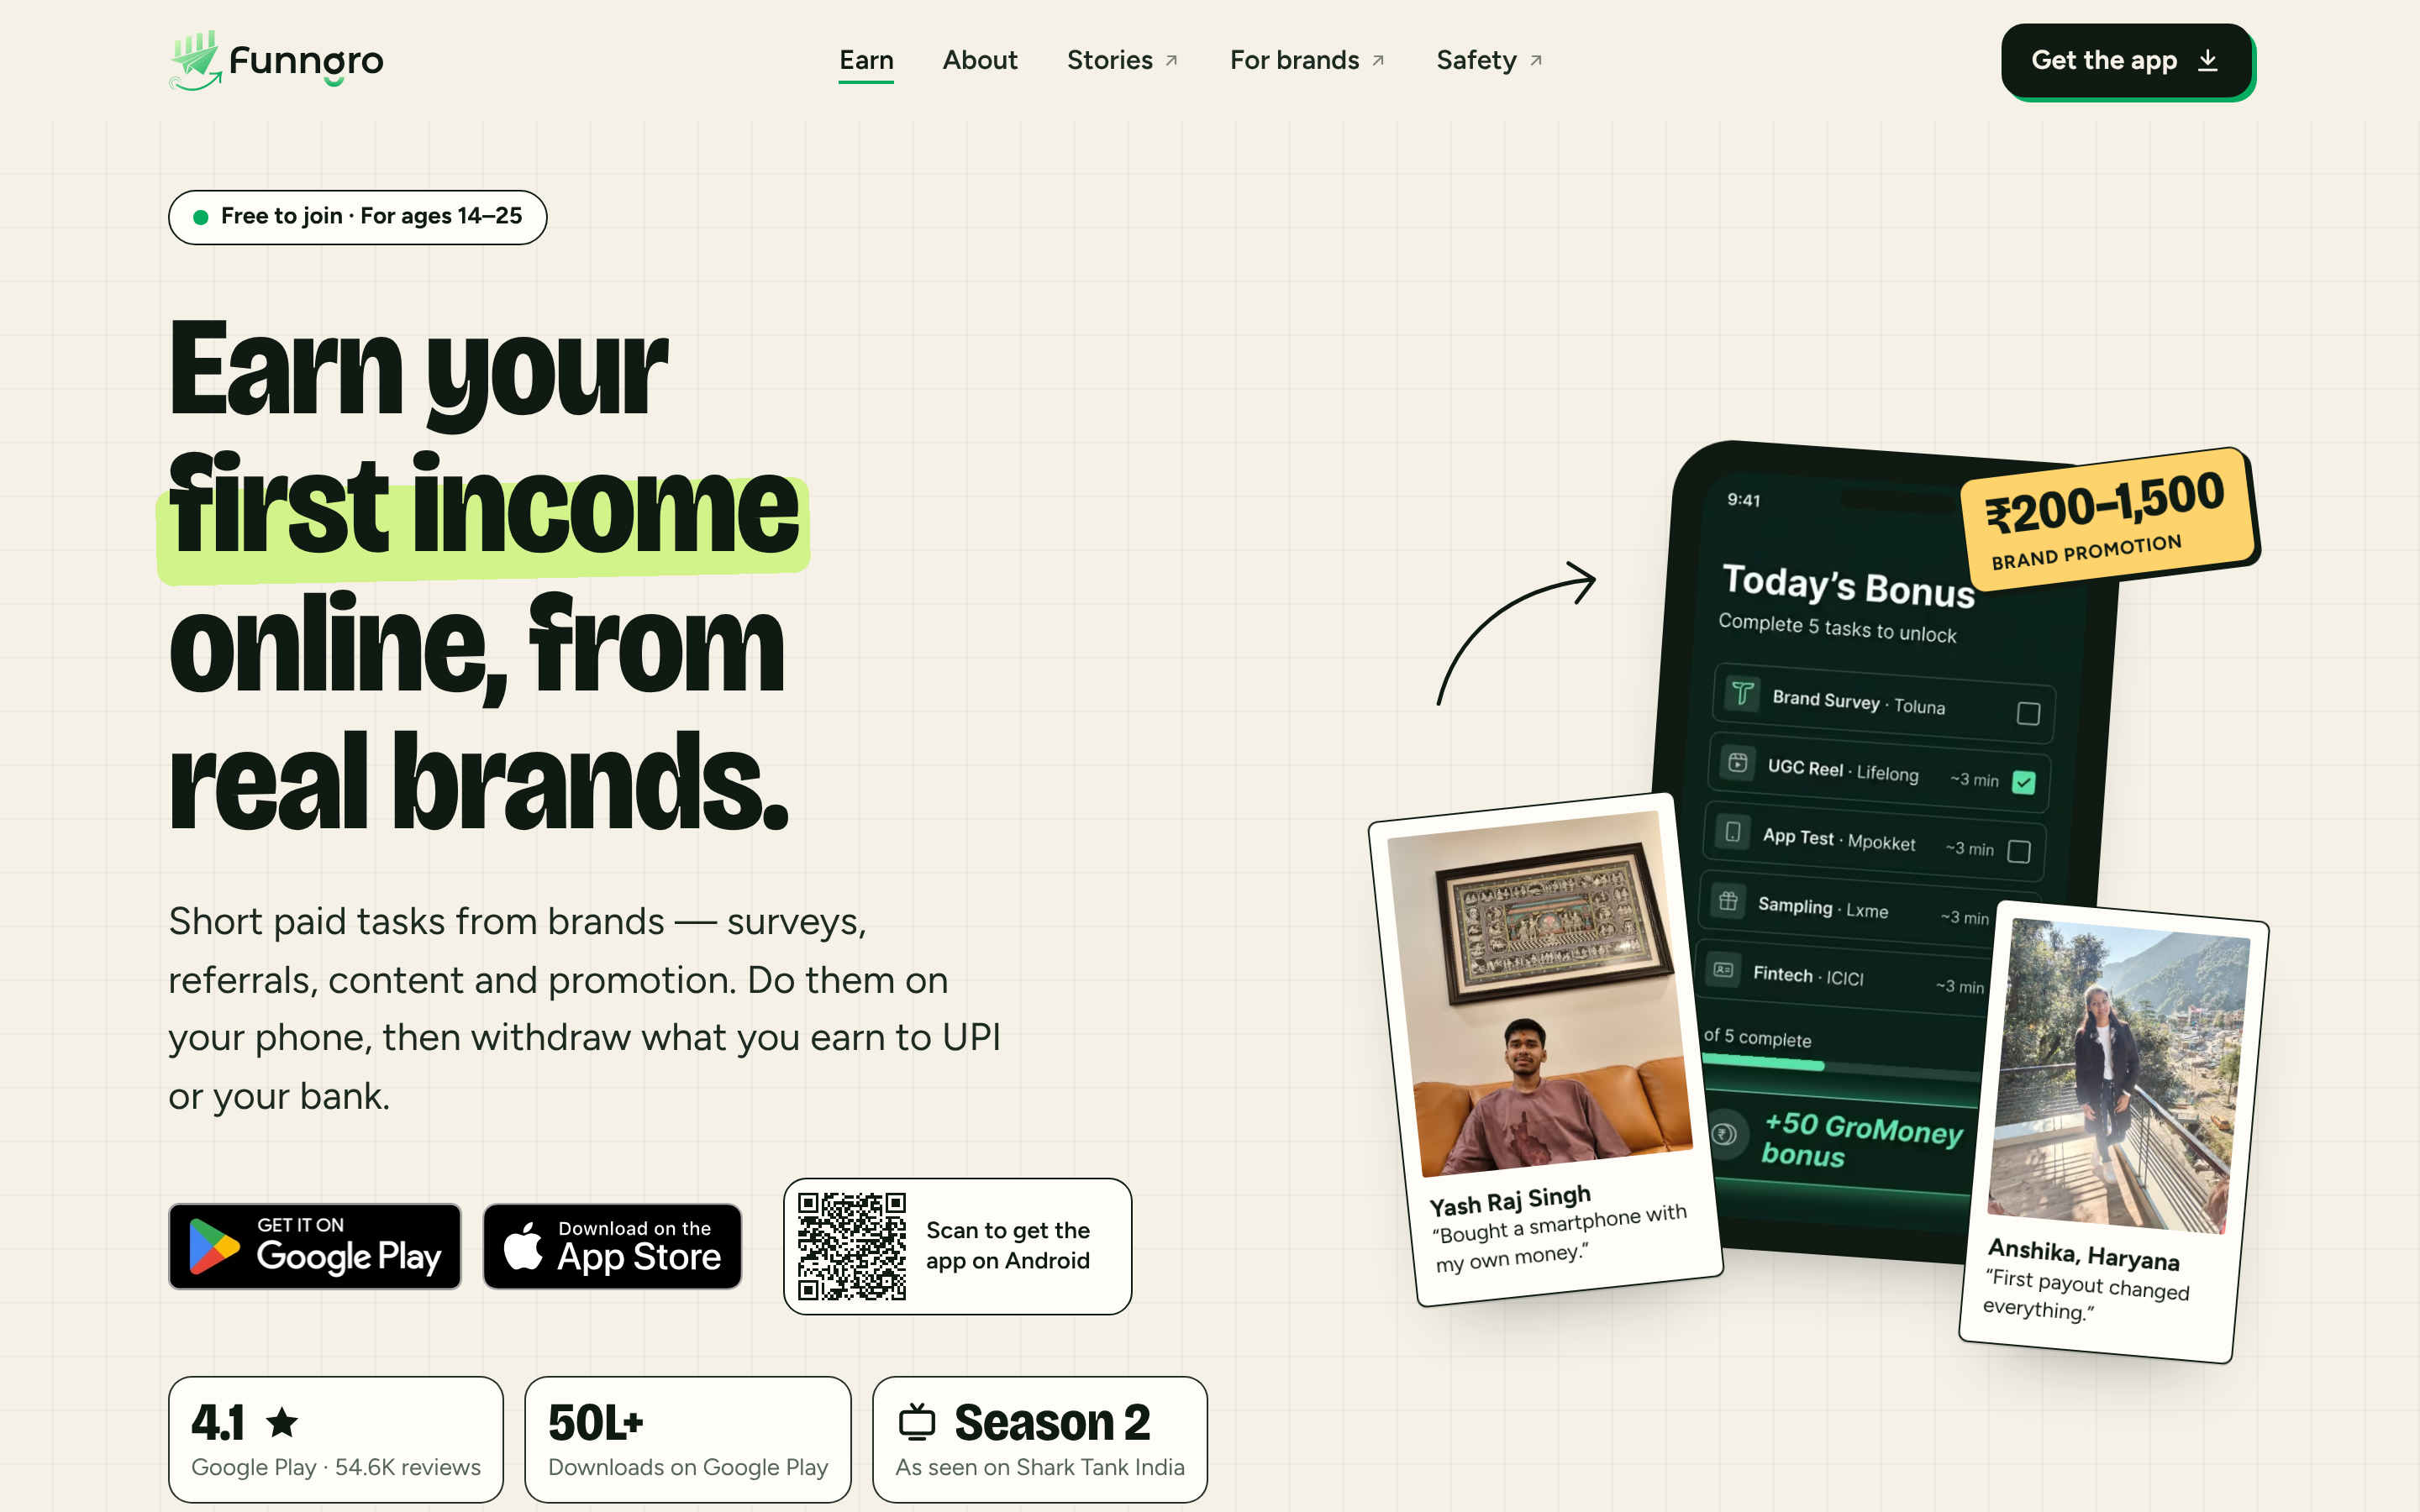 Funngro
Earn
About
Stories
For brands
Safety
Get the app
Free to join · For ages 14–25
Earn your
first income
online, from
real brands.
Short paid tasks from brands — surveys,
referrals, content and promotion. Do them on
your phone, then withdraw what you earn to UPI
or your bank.
GET IT ON
Google Play
Download on the
App Store
Scan to get the
app on Android
4.1 ★
Google Play · 54.6K reviews
50L+
Downloads on Google Play
Season 2
As seen on Shark Tank India
9:41
₹200–1,500
BRAND PROMOTION
Today’s Bonus
Complete 5 tasks to unlock
Brand Survey · Toluna
UGC Reel · Lifelong ~3 min
App Test · Mpokket ~3 min
Sampling · Lxme ~3 min
Fintech · ICICI ~3 min
of 5 complete
+50 GroMoney
bonus
Yash Raj Singh
“Bought a smartphone with
my own money.”
Anshika, Haryana
“First payout changed
everything.”